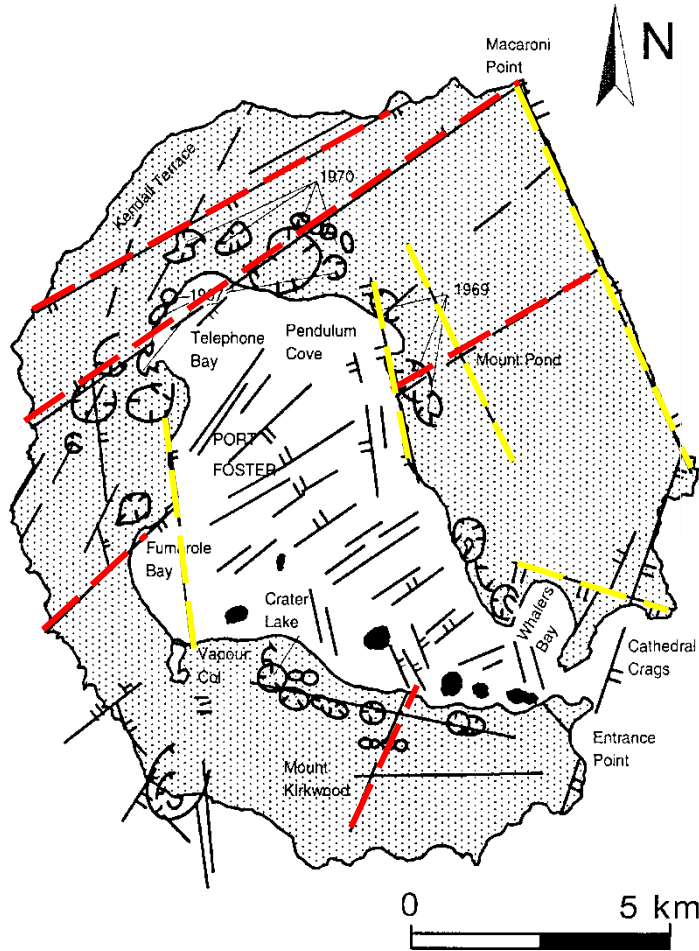 Macaroni
Point
N
Kendall Terrace
1970
1967
1969
Telephone
Bay
Pendulum
Cove
Mount Pond
PORT
FOSTER
Fumarole
Bay
Crater
Lake
Whalers
Bay
Vapour
Col
Cathedral
Crags
Entrance
Point
Mount
Kirkwood
0
5 km